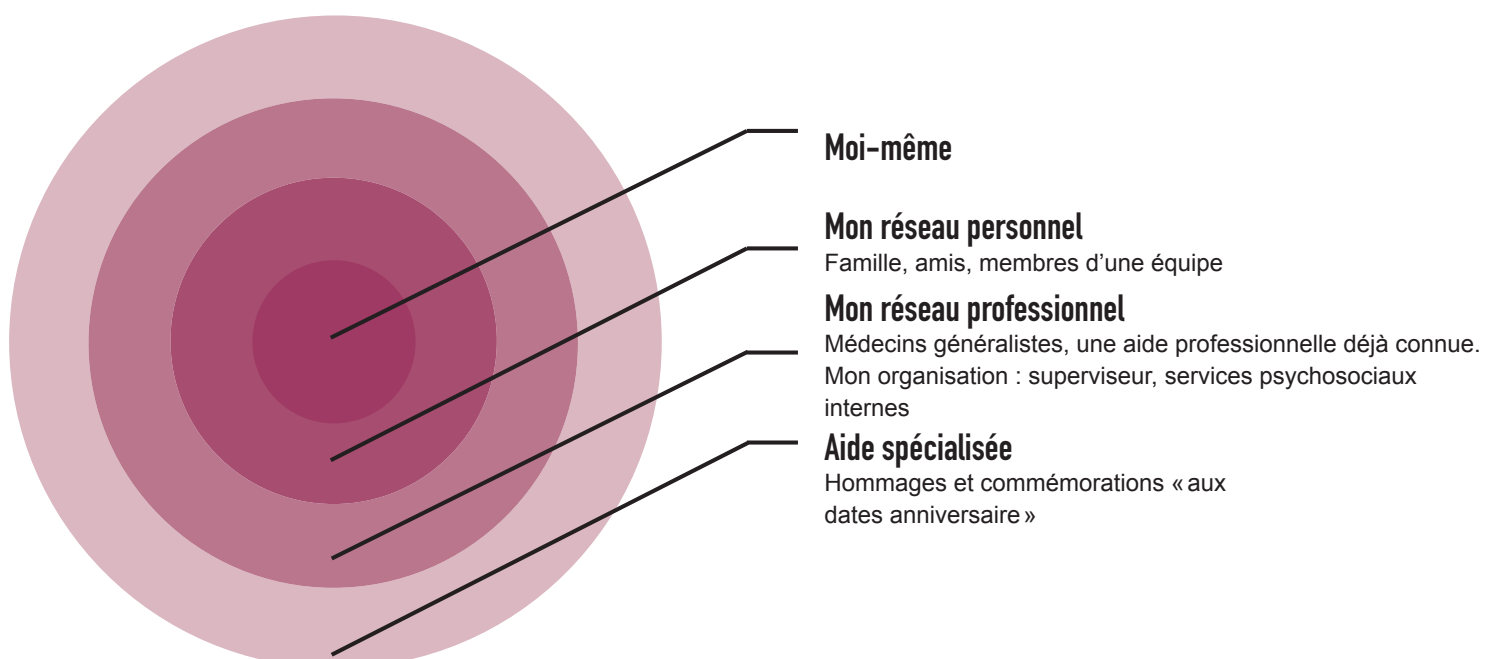 Moi-même
Mon réseau personnel
Famille, amis, membres d'une équipe
Mon réseau professionnel
Médecins généralistes, une aide professionnelle déjà connue.
Mon organisation : superviseur, services psychosociaux
internes
Aide spécialisée
Hommages et commémorations « aux
dates anniversaire »